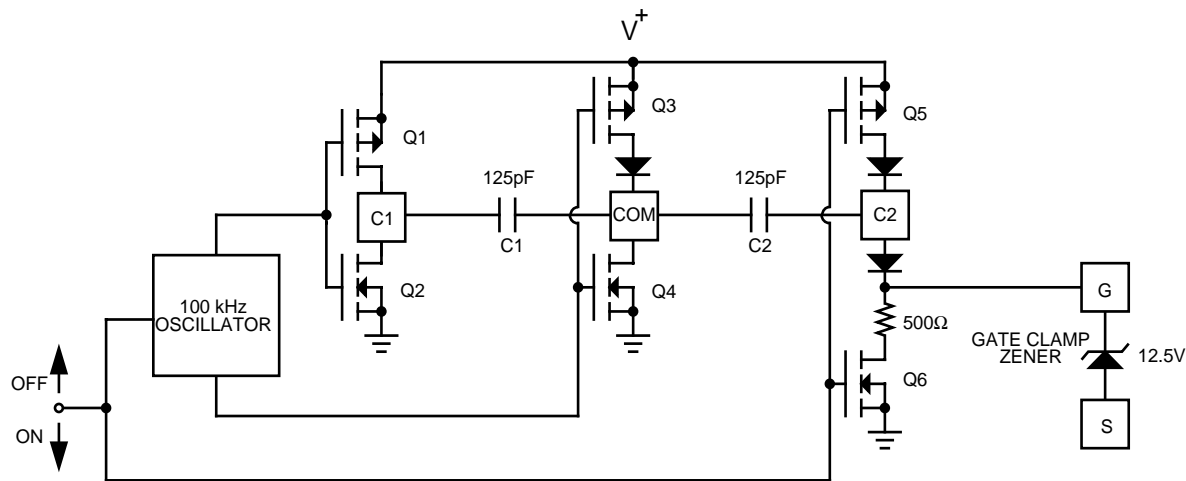 V+
Q1
Q3
Q5
125pF
125pF
C1
COM
C2
C1
C2
Q2
Q4
100 kHz
OSCILLATOR
500Ω
G
GATE CLAMP
ZENER
12.5V
OFF
Q6
ON
S